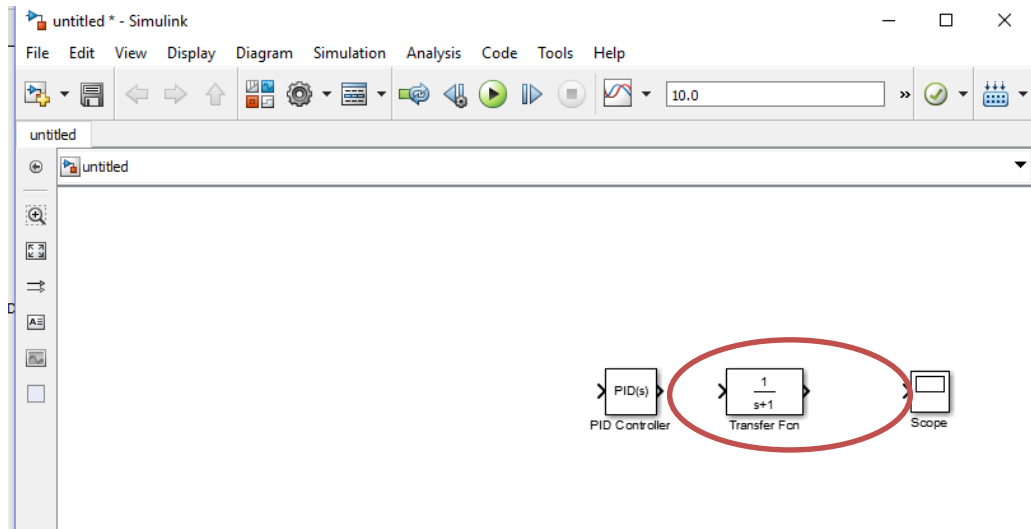 untitled * - Simulink
File Edit View Display Diagram Simulation Analysis Code Tools Help
10.0 »
untitled
untitled
D
A
PID(s)
1
s+1
PID Controller Transfer Fcn Scope